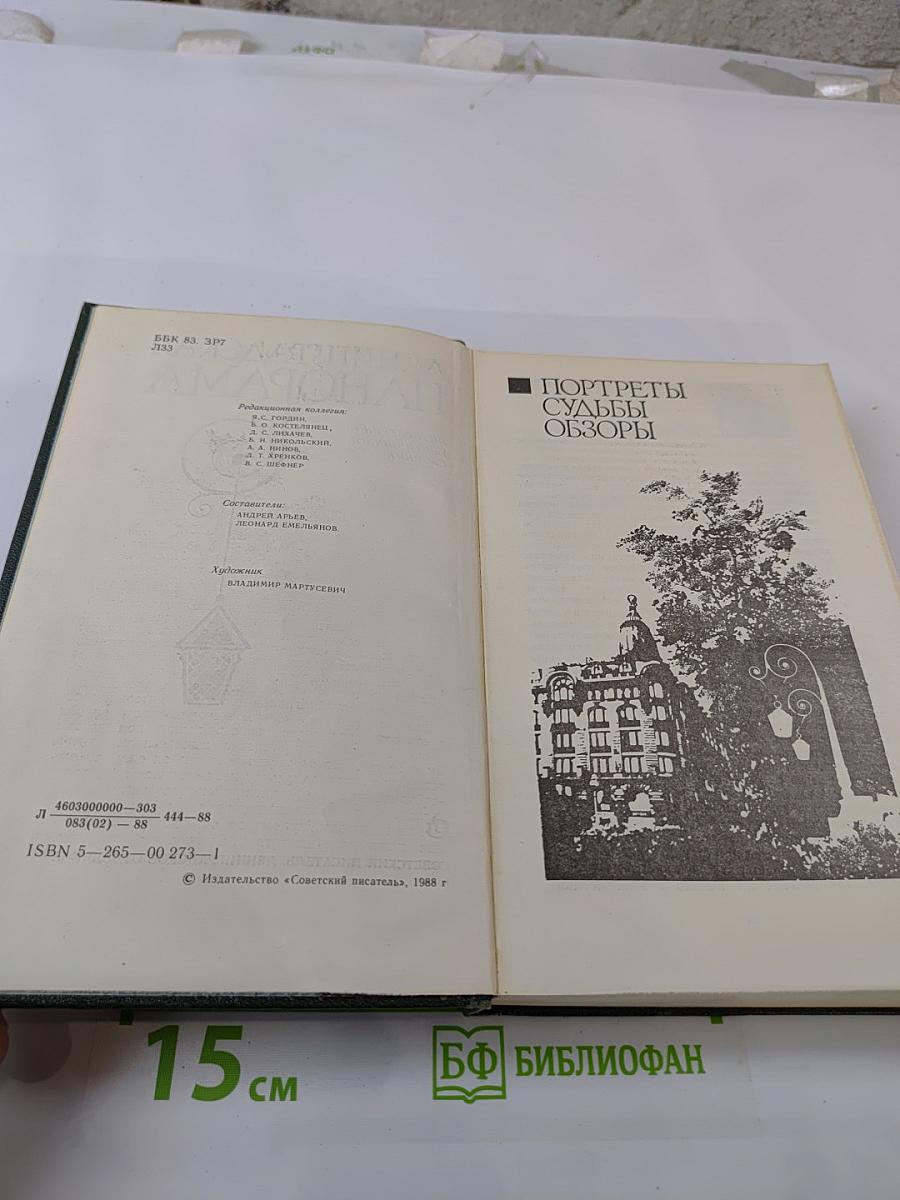 ББК 83. 3Р7
Л33
Редакционная коллегия:
Я.С. ГОРДИН,
Б. О. КОСТЕЛЯНЕЦ,
Д. С. ЛИХАЧЕВ,
Б. Н. НИКОЛЬСКИЙ,
А. А. НИНОВ,
Д. Т. ХРЕНКОВ,
В. С. ШЕФНЕР
Составители:
АНДРЕЙ АРЬЕВ,
ЛЕОНАРД ЕМЕЛЬЯНОВ
Художник
ВЛАДИМИР МАРТУСЕВИЧ
Л 4603000000—303
083(02) — 88 444—88
ISBN 5—265—00 273—1
© Издательство «Советский писатель», 1988 г
ПОРТРЕТЫ
СУДЬБЫ
ОБЗОРЫ
15 см
БФ БИБЛИОФАН